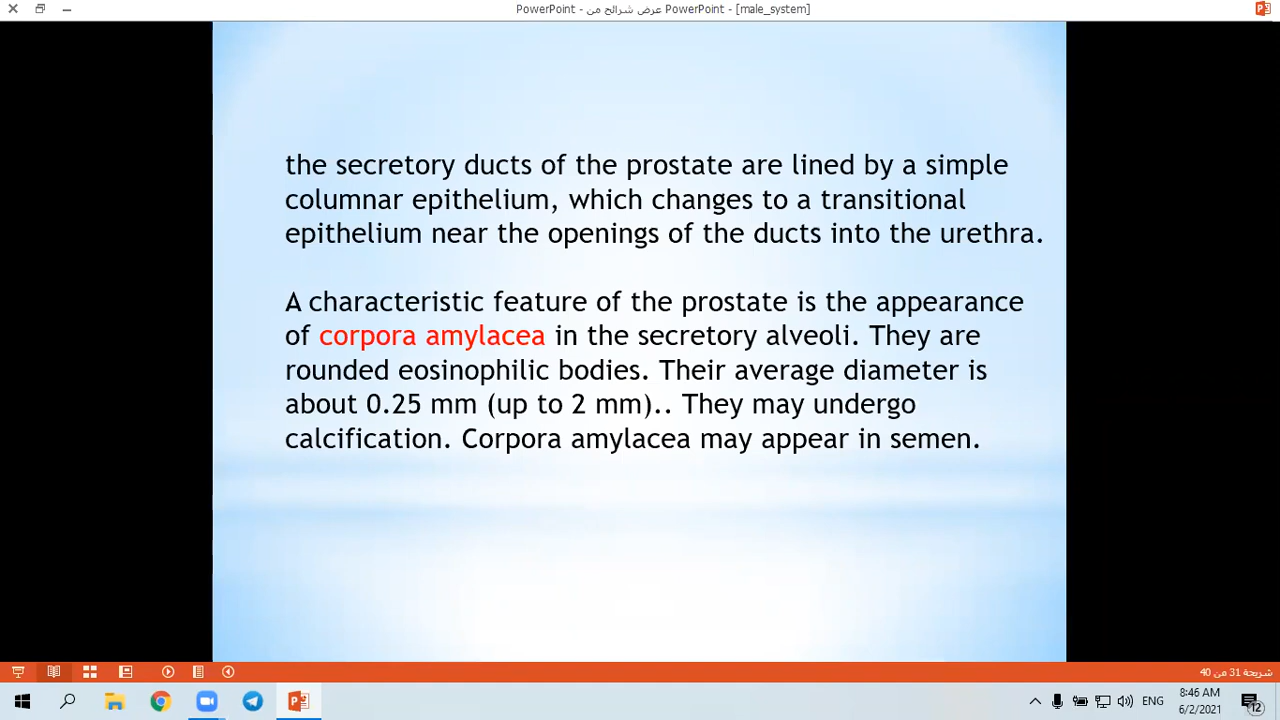 PowerPoint - عرض شرائح من PowerPoint - [male_system]
the secretory ducts of the prostate are lined by a simple
columnar epithelium, which changes to a transitional
epithelium near the openings of the ducts into the urethra.
A characteristic feature of the prostate is the appearance
of corpora amylacea in the secretory alveoli. They are
rounded eosinophilic bodies. Their average diameter is
about 0.25 mm (up to 2 mm).. They may undergo
calcification. Corpora amylacea may appear in semen.
شريحة 31 من 40
ENG
8:46 AM
6/2/2021
12